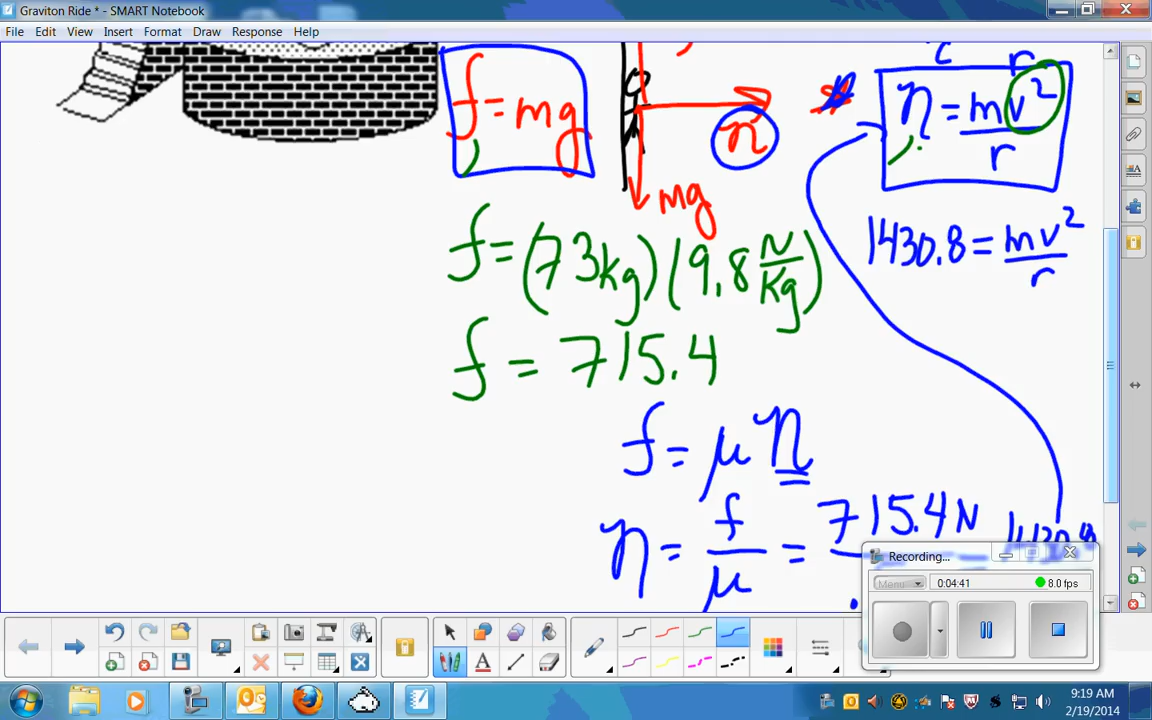 Graviton Ride * - SMART Notebook
File Edit View Insert Format Draw Response Help
f = mg
n
mg
η = mv²
r
f = (73kg)(9.8 N/Kg)
1430.8 = mv²
r
f = 715.4
f = μη
η = f/μ = 715.4N
Recording...
Menu
0:04:41
8.0 fps
A
9:19 AM
2/19/2014